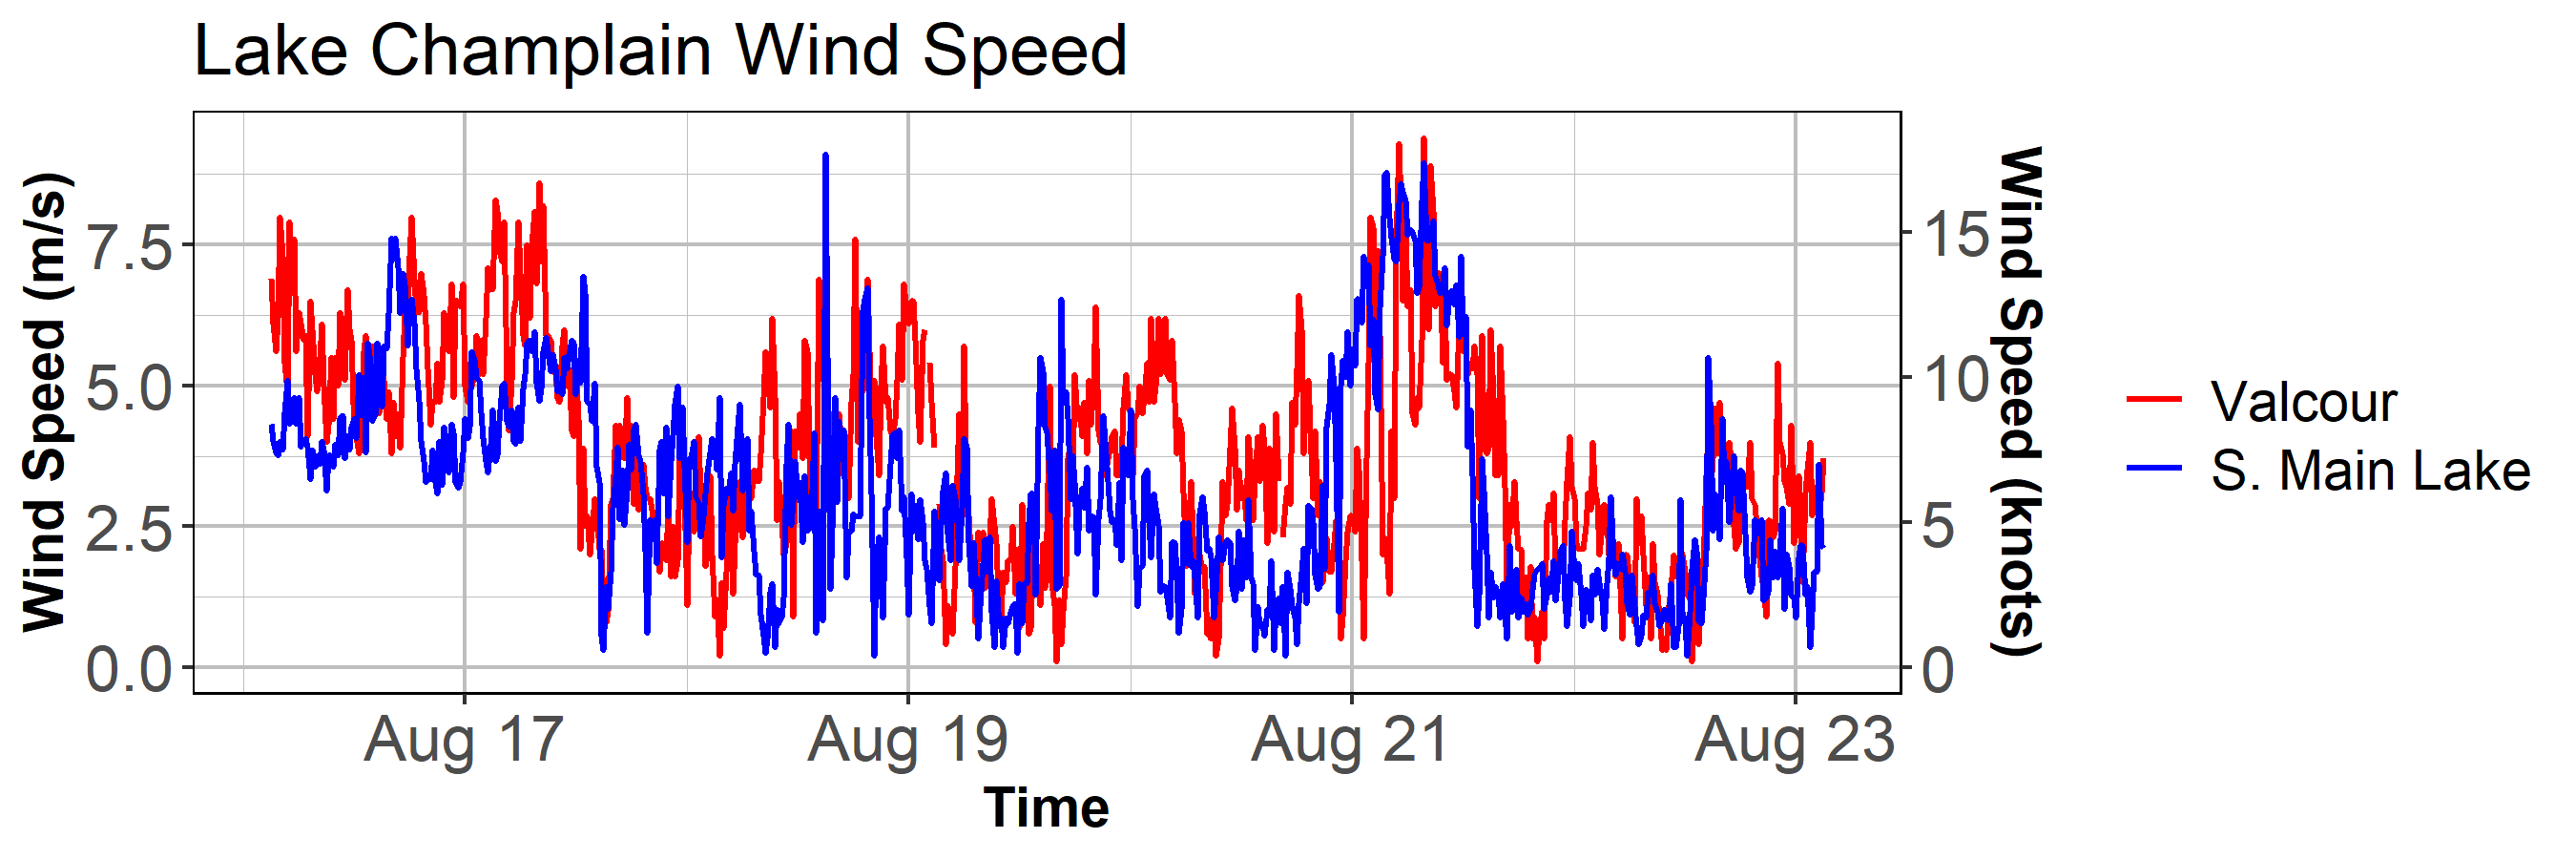 Lake Champlain Wind Speed
Wind Speed (m/s)
7.5
5.0
2.5
0.0
15
10
5
0
Wind Speed (knots)
Aug 17
Aug 19
Aug 21
Aug 23
Time
Valcour
S. Main Lake